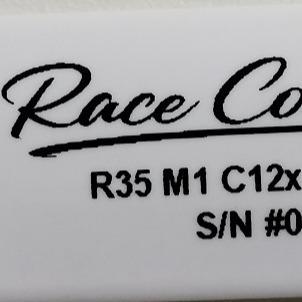 Race Co
R35 M1 C12x
S/N #0